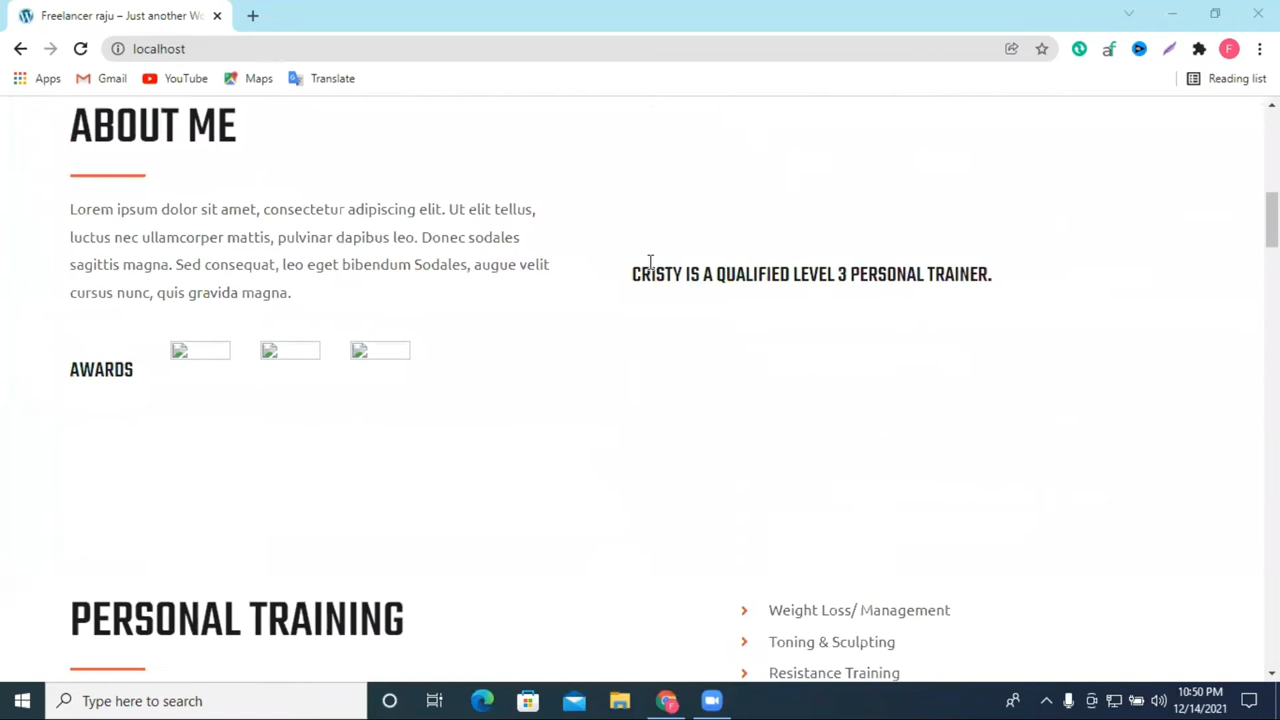 Freelancer raju – Just another Wo
localhost
F
Apps
Gmail
YouTube
Maps
Translate
Reading list
ABOUT ME
Lorem ipsum dolor sit amet, consectetur adipiscing elit. Ut elit tellus,
luctus nec ullamcorper mattis, pulvinar dapibus leo. Donec sodales
sagittis magna. Sed consequat, leo eget bibendum Sodales, augue velit
cursus nunc, quis gravida magna.
CRISTY IS A QUALIFIED LEVEL 3 PERSONAL TRAINER.
AWARDS
PERSONAL TRAINING
Weight Loss/ Management
Toning & Sculpting
Resistance Training
Type here to search
10:50 PM
12/14/2021